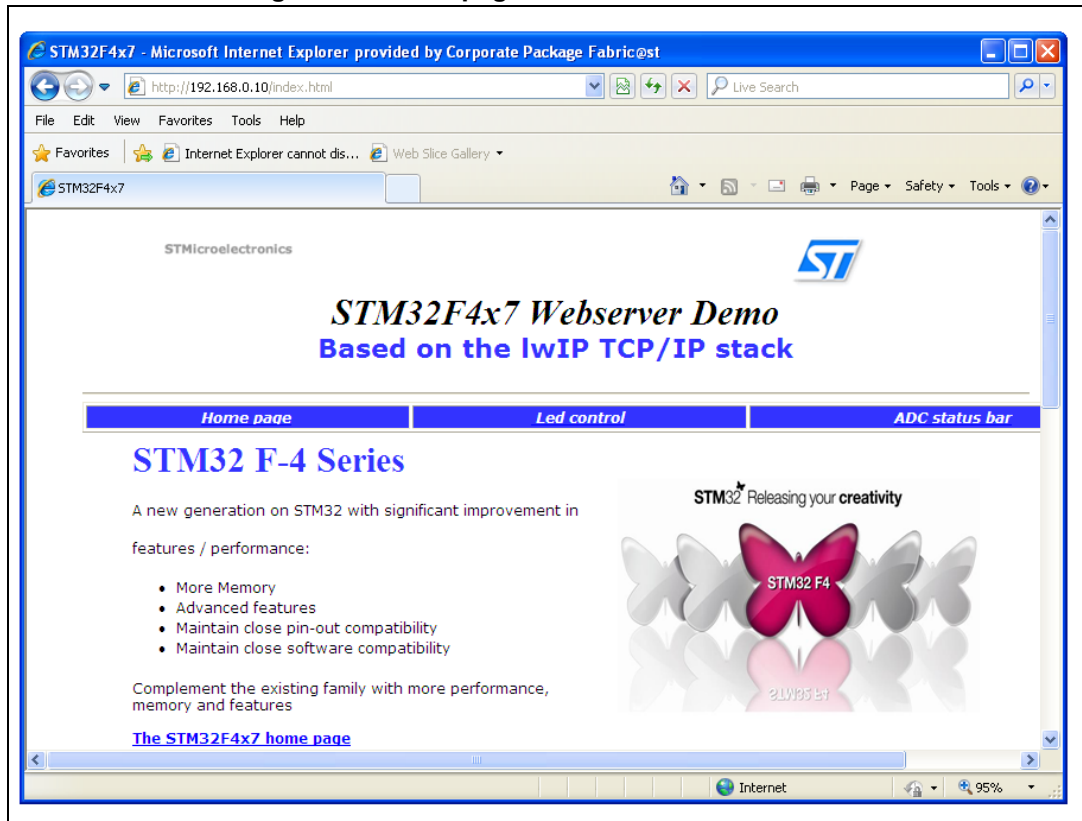 STM32F4x7 - Microsoft Internet Explorer provided by Corporate Package Fabric@st
http://192.168.0.10/index.html
Live Search
File Edit View Favorites Tools Help
Favorites Internet Explorer cannot dis... Web Slice Gallery
STM32F4x7 Page Safety Tools
STMicroelectronics
ST
STM32F4x7 Webserver Demo
Based on the lwIP TCP/IP stack
Home page Led control ADC status bar
STM32 F-4 Series
STM32 Releasing your creativity
A new generation on STM32 with significant improvement in
features / performance:
STM32 F4
• More Memory
• Advanced features
• Maintain close pin-out compatibility
• Maintain close software compatibility
Complement the existing family with more performance,
memory and features
STM32 F4
The STM32F4x7 home page
Internet 95%